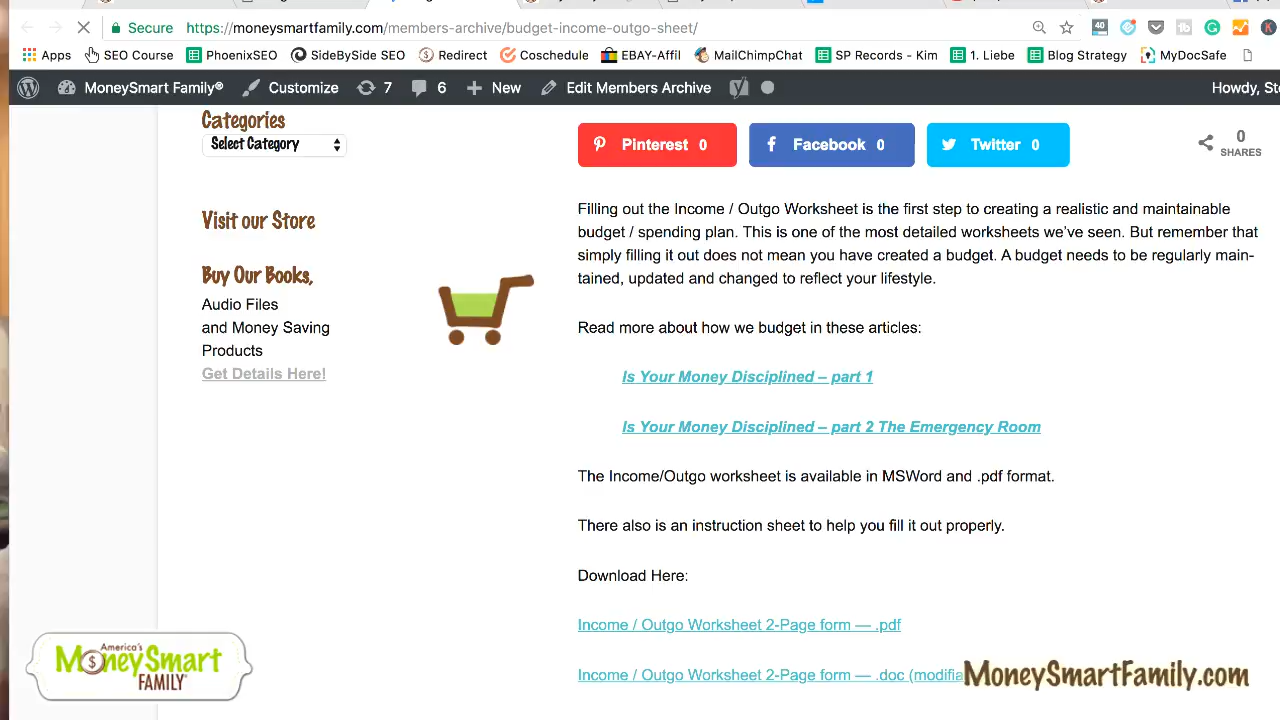 Secure https://moneysmartfamily.com/members-archive/budget-income-outgo-sheet/
40
K
Apps SEO Course PhoenixSEO SideBySide SEO Redirect Coschedule EBAY-Affil MailChimpChat SP Records - Kim 1. Liebe Blog Strategy MyDocSafe
MoneySmart Family® Customize 7 6 New Edit Members Archive Howdy,
Categories
Select Category
Visit our Store
Buy Our Books,
Audio Files
and Money Saving
Products
Get Details Here!
Pinterest 0 Facebook 0 Twitter 0
0
SHARES
Filling out the Income / Outgo Worksheet is the first step to creating a realistic and maintainable
budget / spending plan. This is one of the most detailed worksheets we've seen. But remember that
simply filling it out does not mean you have created a budget. A budget needs to be regularly main-
tained, updated and changed to reflect your lifestyle.
Read more about how we budget in these articles:
Is Your Money Disciplined – part 1
Is Your Money Disciplined – part 2 The Emergency Room
The Income/Outgo worksheet is available in MSWord and .pdf format.
There also is an instruction sheet to help you fill it out properly.
Download Here:
Income / Outgo Worksheet 2-Page form — .pdf
Income / Outgo Worksheet 2-Page form — .doc
America's
MoneySmart
FAMILY
MoneySmartFamily.com